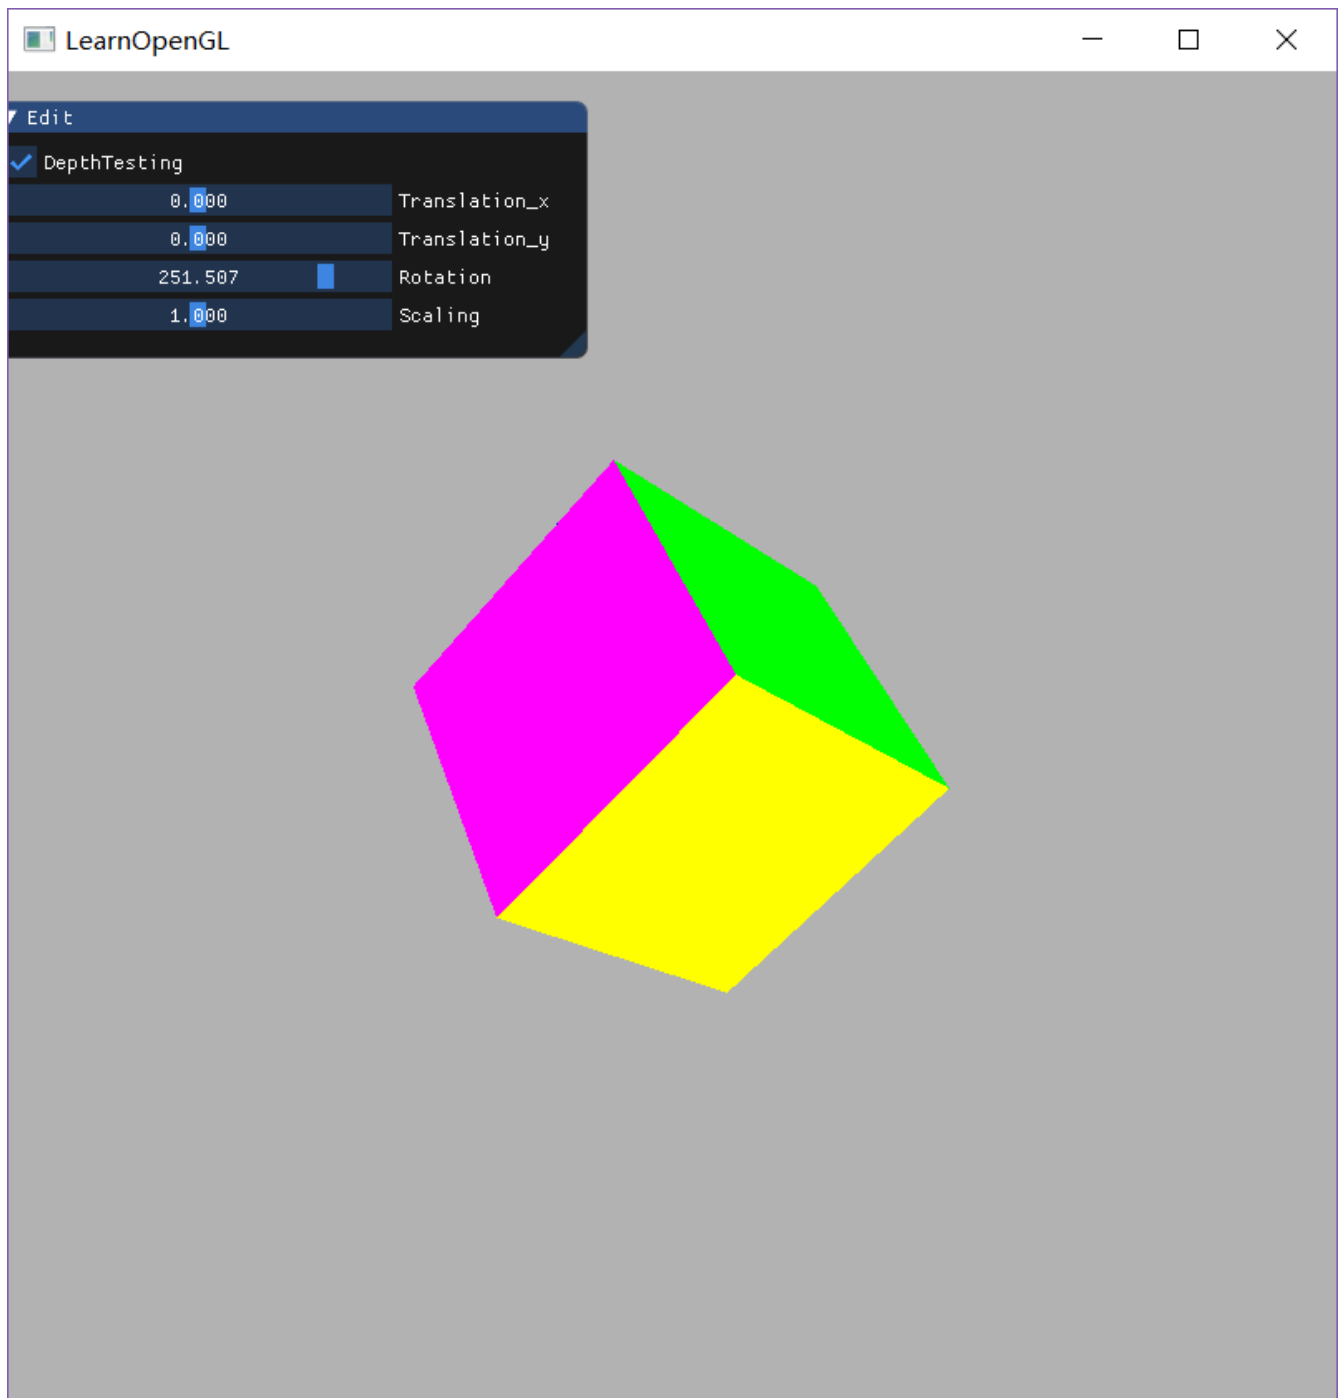 LearnOpenGL
Edit
DepthTesting
0.000 Translation_x
0.000 Translation_y
251.507 Rotation
1.000 Scaling